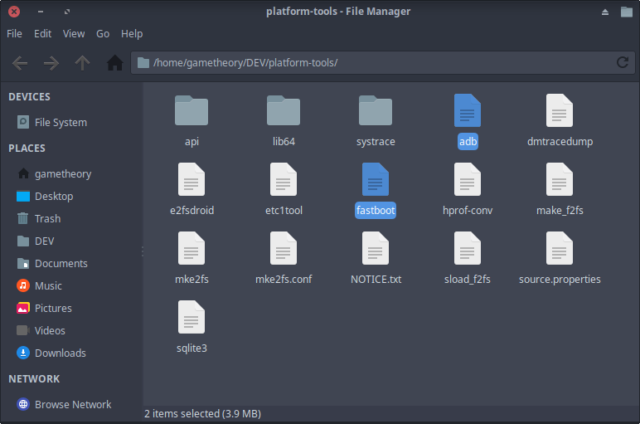 platform-tools - File Manager
File Edit View Go Help
/home/gametheory/DEV/platform-tools/
DEVICES
File System
PLACES
gametheory
Desktop
Trash
DEV
Documents
Music
Pictures
Videos
Downloads
NETWORK
Browse Network
api lib64 systrace adb dmtracedump
e2fsdroid etc1tool fastboot hprof-conv make_f2fs
mke2fs mke2fs.conf NOTICE.txt sload_f2fs source.properties
sqlite3
2 items selected (3.9 MB)